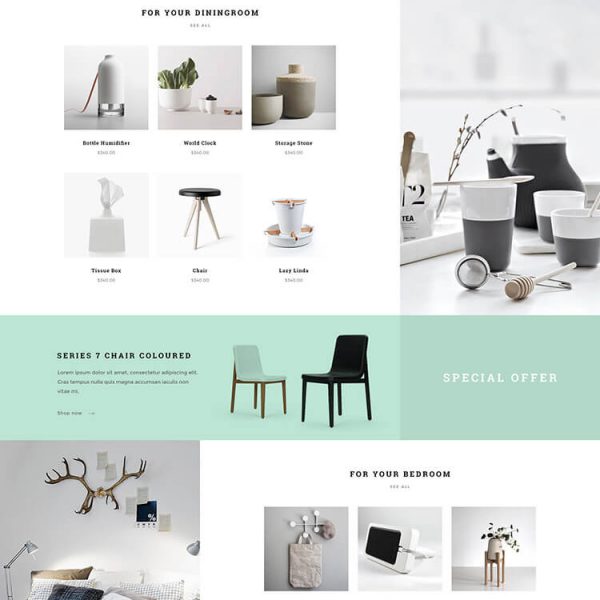 FOR YOUR DININGROOM
SEE ALL
Bottle Humidifier
World Clock
Storage Stone
$340.00
$340.00
$340.00
Tissue Box
Chair
Lazy Linda
$340.00
$340.00
$340.00
T2
TEA
SERIES 7 CHAIR COLOURED
Lorem ipsum dolor sit amet, consectetur adipiscing elit.
Cras tristique nulla quis magna accumsan iaculis non
vitae mi.
Shop now →
SPECIAL OFFER
FOR YOUR BEDROOM
SEE ALL
%